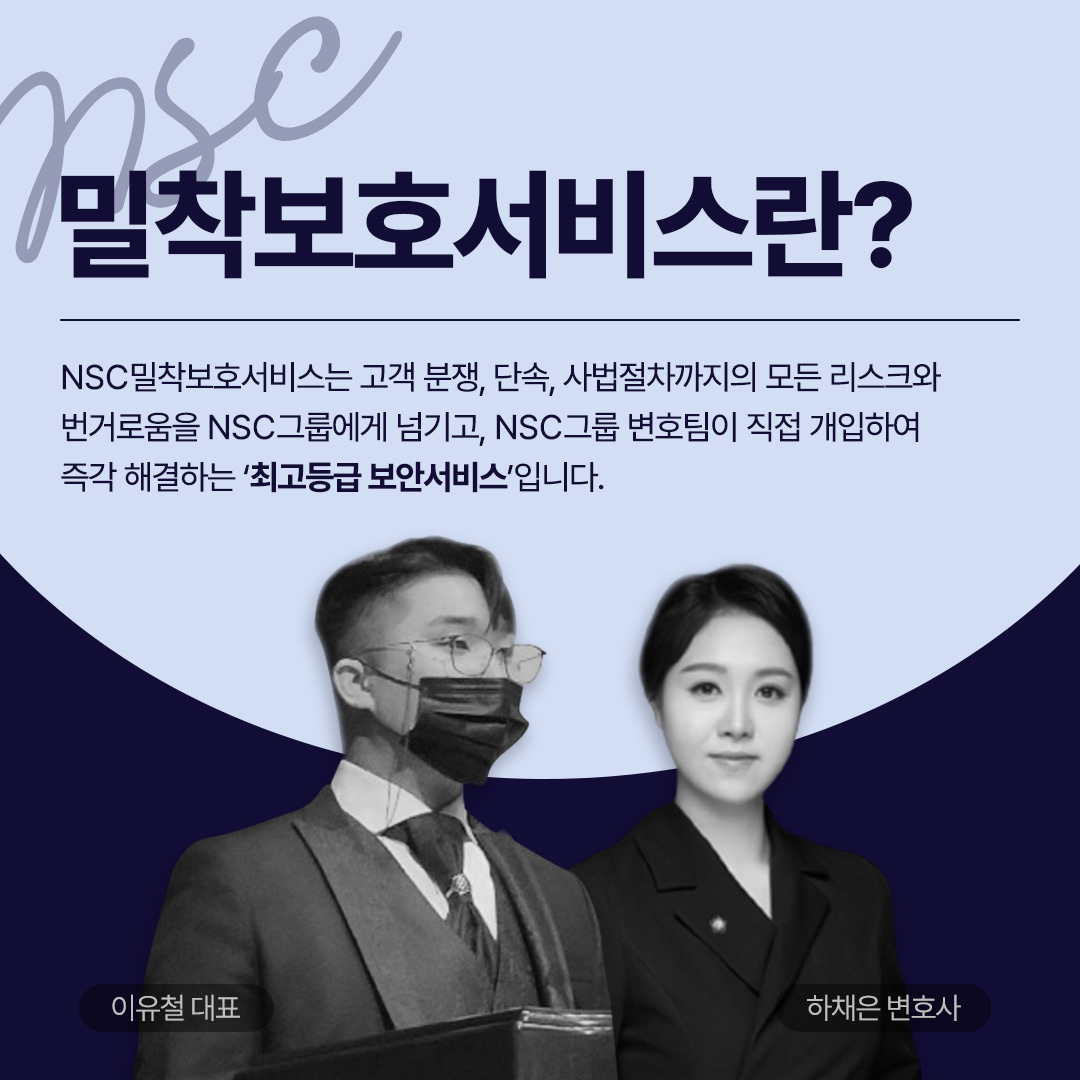 nsc
밀착보호서비스란?
NSC밀착보호서비스는 고객 분쟁, 단속, 사법절차까지의 모든 리스크와
번거로움을 NSC그룹에게 넘기고, NSC그룹 변호팀이 직접 개입하여
즉각 해결하는 ‘최고등급 보안서비스’입니다.
이유철 대표
하채은 변호사